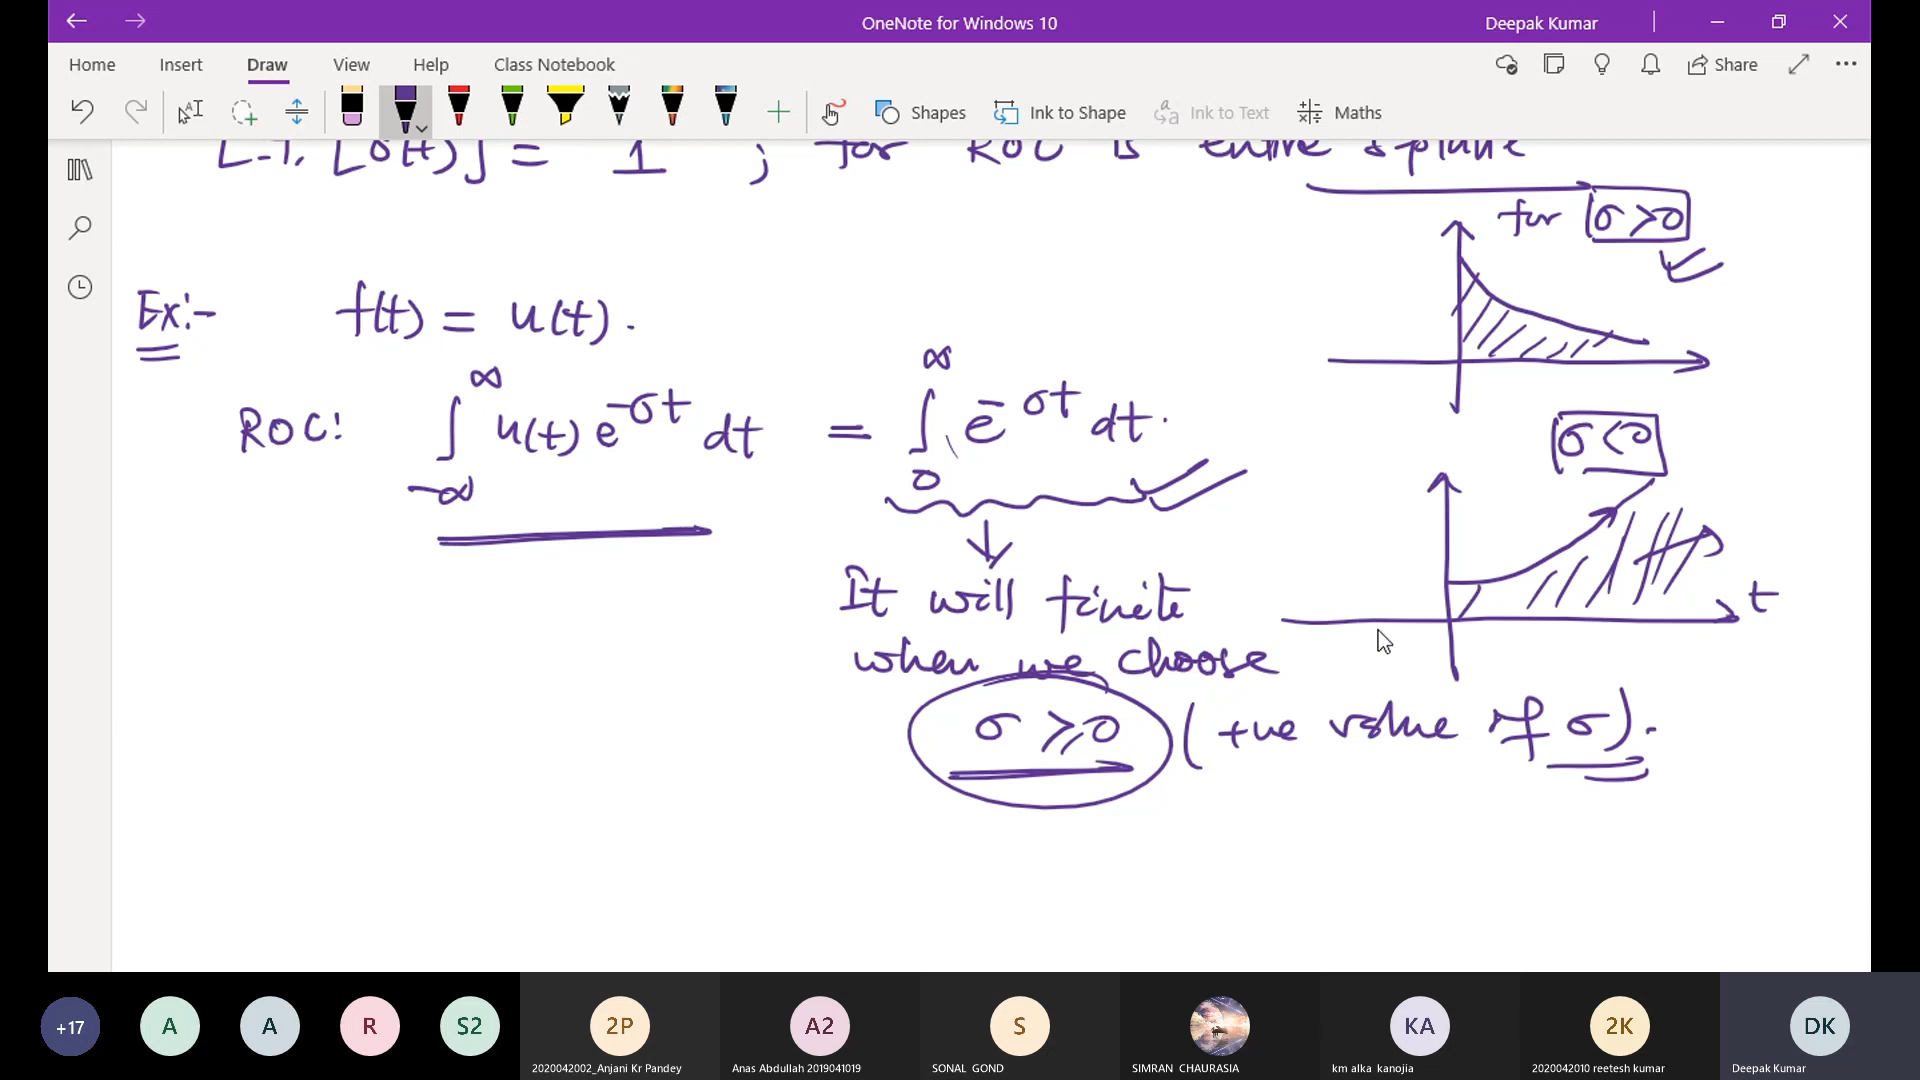 OneNote for Windows 10
Deepak Kumar
Home Insert Draw View Help Class Notebook
Share
Shapes Ink to Shape Ink to Text Maths
L.T. [δ(t)] = 1 ; for ROC is entire s-plane
for σ>0
Ex:- f(t) = u(t).
ROC: ∫_{-∞}^{∞} u(t) e^{-σt} dt = ∫_{0}^{∞} e^{-σt} dt.
σ<0
It will finite
t
when we choose
σ ⩾ 0 (+ve value of σ).
+17 A A R S2 2P A2 S KA 2K DK
2020042002_Anjani Kr Pandey Anas Abdullah 2019041019 SONAL GOND SIMRAN CHAURASIA km alka kanojia 2020042010 reetesh kumar Deepak Kumar